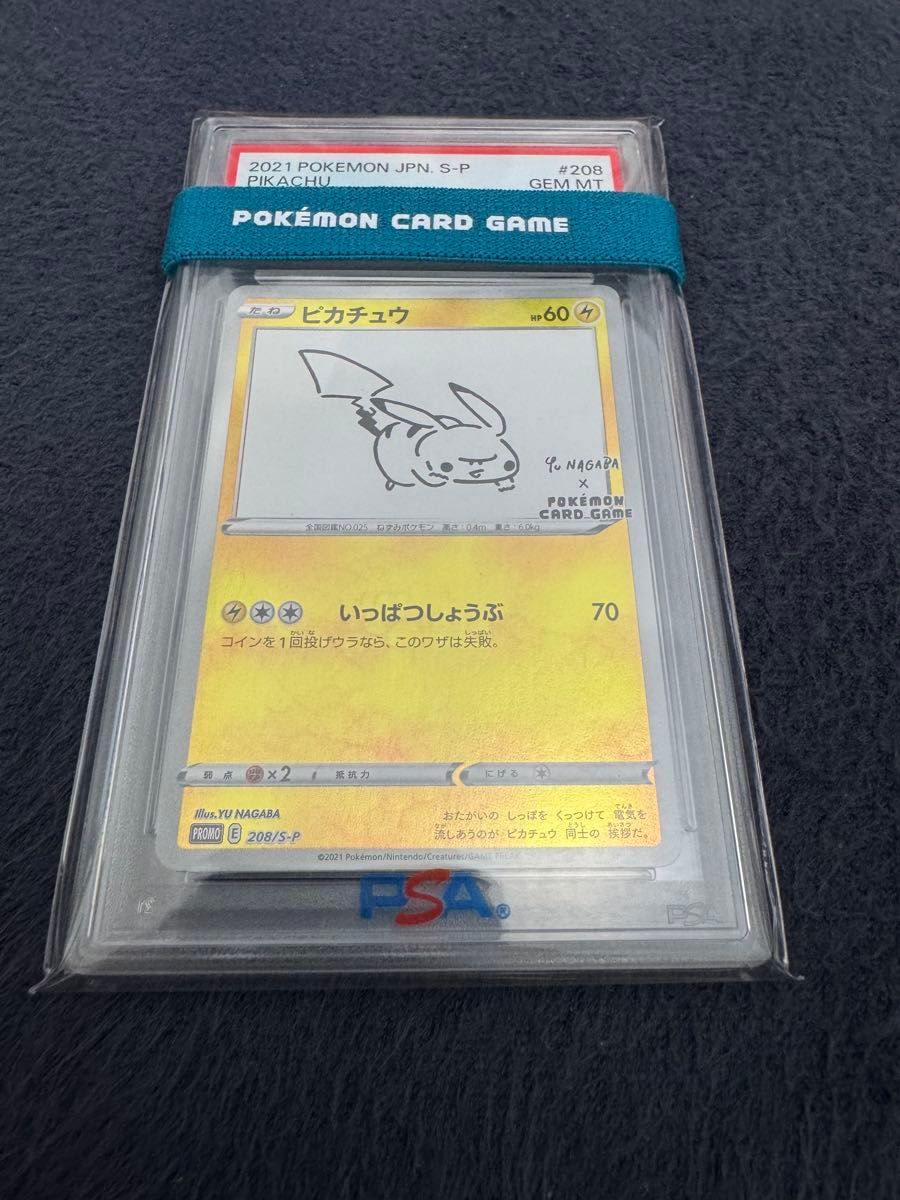 2021 POKEMON JPN. S-P #208
PIKACHU GEM MT
POKÉMON CARD GAME
たね ピカチュウ HP60
Yu NAGABA
×
POKÉMON
CARD GAME
全国図鑑NO.025 ねずみポケモン 高さ:0.4m 重さ:6.0kg
いっぱつしょうぶ 70
コインを1回投げウラなら、このワザは失敗。
弱点 ×2 抵抗力 にげる
Illus.YU NAGABA
PROMO E 208/S-P
おたがいの しっぽを くっつけて 電気を
流しあうのが ピカチュウ 同士の 挨拶だ。
©2021 Pokémon/Nintendo/Creatures/GAME FREAK
PSA®
PSA